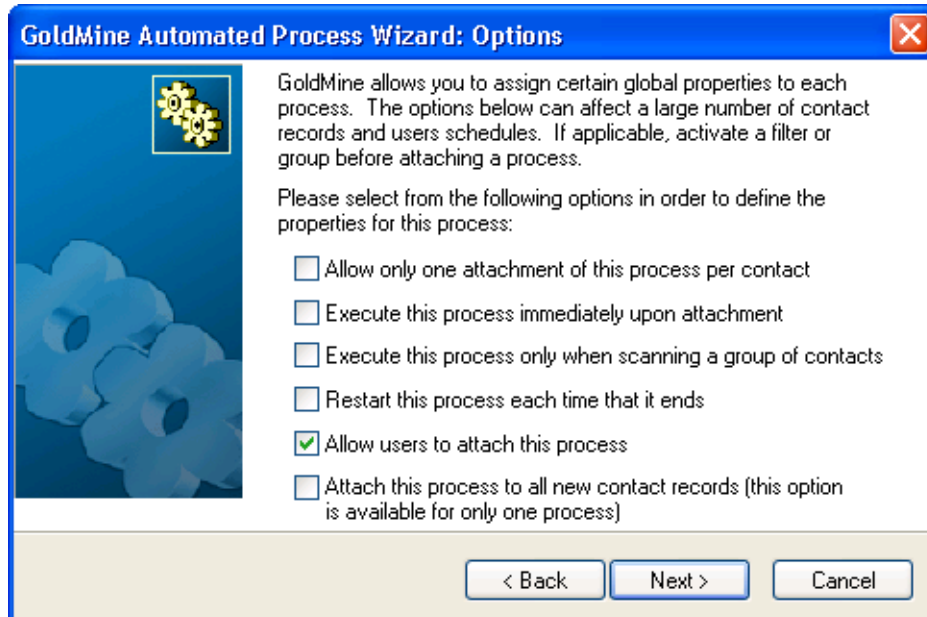 GoldMine Automated Process Wizard: Options
GoldMine allows you to assign certain global properties to each
process. The options below can affect a large number of contact
records and users schedules. If applicable, activate a filter or
group before attaching a process.
Please select from the following options in order to define the
properties for this process:
Allow only one attachment of this process per contact
Execute this process immediately upon attachment
Execute this process only when scanning a group of contacts
Restart this process each time that it ends
Allow users to attach this process
Attach this process to all new contact records (this option
is available for only one process)
< Back
Next >
Cancel